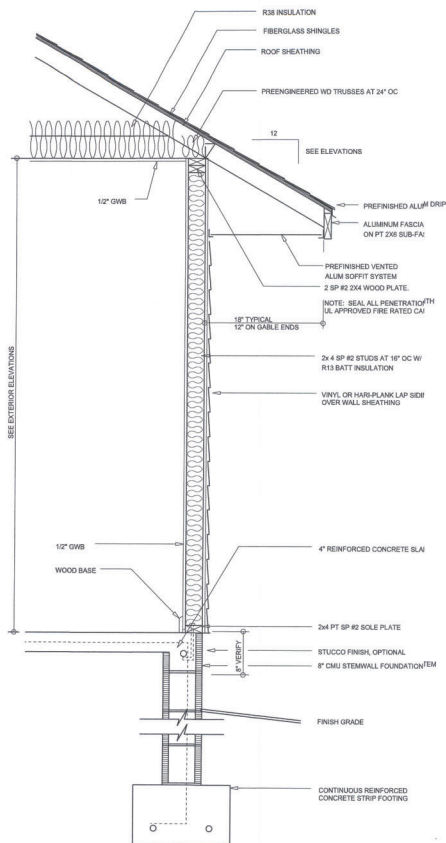 R38 INSULATION
FIBERGLASS SHINGLES
ROOF SHEATHING
PREENGINEERED WD TRUSSES AT 24" OC
12
SEE ELEVATIONS
1/2" GWB
PREFINISHED ALUM DRIP
ALUMINUM FASCIA
ON PT 2X6 SUB-FAS
PREFINISHED VENTED
ALUM SOFFIT SYSTEM
2 SP #2 2X4 WOOD PLATE.
NOTE: SEAL ALL PENETRATION
UL APPROVED FIRE RATED CA
18" TYPICAL
12" ON GABLE ENDS
2x 4 SP #2 STUDS AT 16" OC W/
R13 BATT INSULATION
VINYL OR HARI-PLANK LAP SIDI
OVER WALL SHEATHING
SEE EXTERIOR ELEVATIONS
1/2" GWB
4" REINFORCED CONCRETE SLA
WOOD BASE
2x4 PT SP #2 SOLE PLATE
8" VERIFY
STUCCO FINISH, OPTIONAL
8" CMU STEMWALL FOUNDATION
FINISH GRADE
CONTINUOUS REINFORCED
CONCRETE STRIP FOOTING